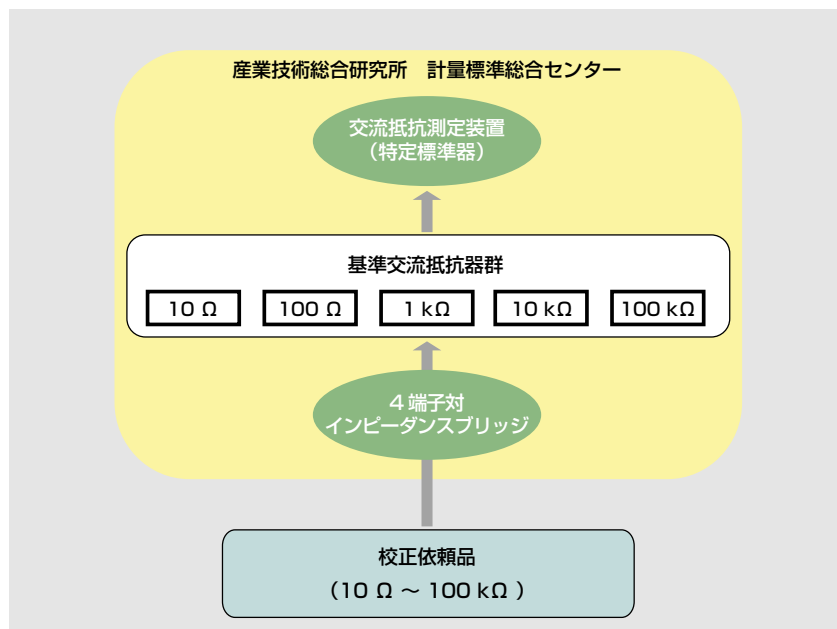 産業技術総合研究所　計量標準総合センター
交流抵抗測定装置
（特定標準器）
基準交流抵抗器群
10 Ω
100 Ω
1 kΩ
10 kΩ
100 kΩ
4 端子対
インピーダンスブリッジ
校正依頼品
（10 Ω ～ 100 kΩ ）